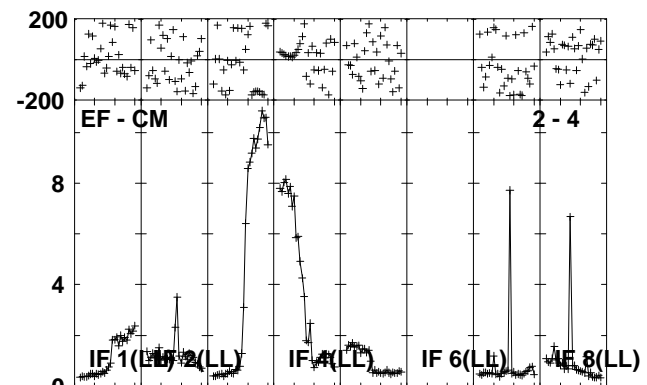 200
-200
EF - CM 2 - 4
8
4
0
IF 1(LL) IF 2(LL) IF 4(LL) IF 6(LL) IF 8(LL)